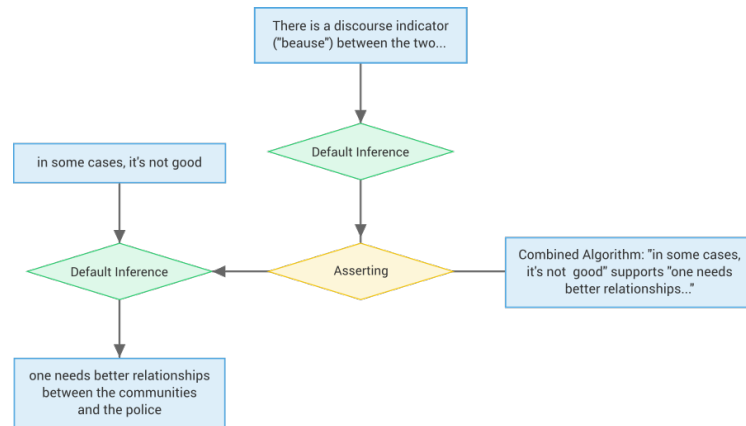 There is a discourse indicator
("beause") between the two...
Default Inference
in some cases, it's not good
Default Inference
Asserting
Combined Algorithm: "in some cases,
it's not  good" supports "one needs
better relationships..."
one needs better relationships
between the communities
and the police